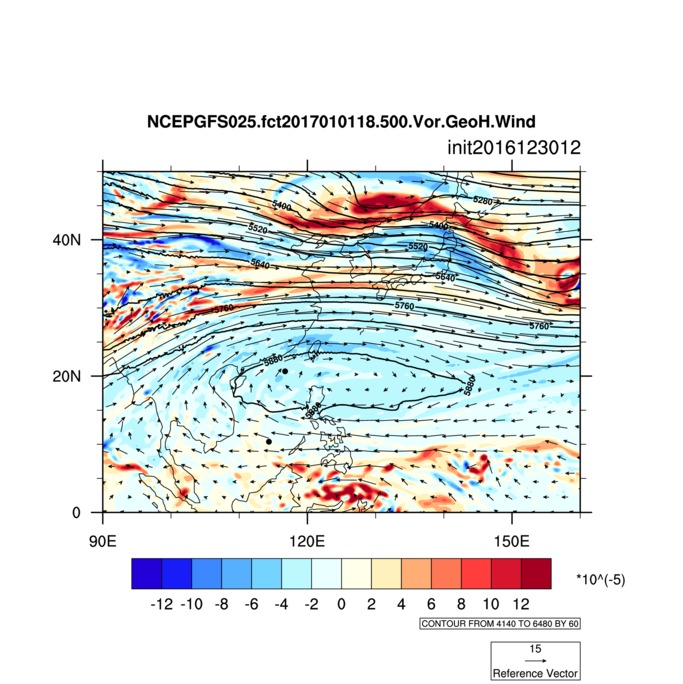 NCEPGFS025.fct2017010118.500.Vor.GeoH.Wind
init2016123012
5280
5400
5400
5520
5520
40N
5640
5640
5760
5760
5760
5880
20N
5880
5880
0
90E 120E 150E
-12 -10 -8 -6 -4 -2 0 2 4 6 8 10 12
*10^(-5)
CONTOUR FROM 4140 TO 6480 BY 60
15
Reference Vector